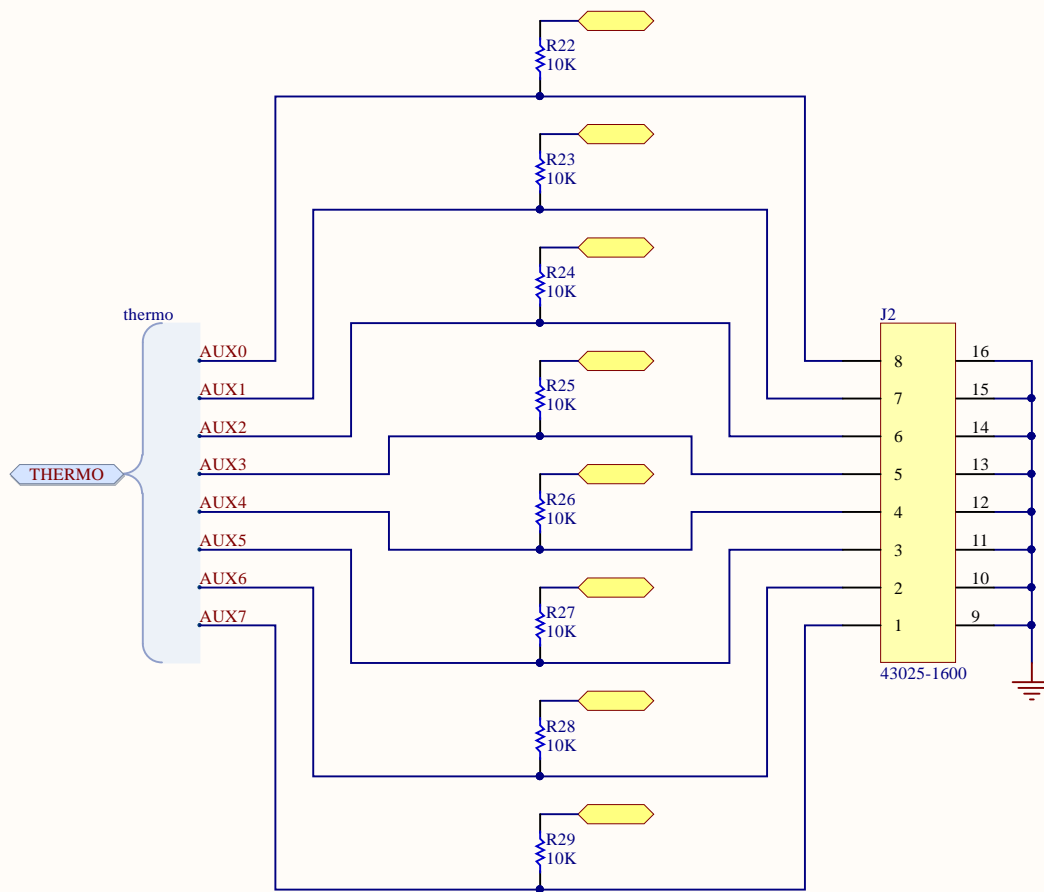 R22
10K
R23
10K
R24
10K
thermo
J2
AUX0
8
16
R25
10K
AUX1
7
15
AUX2
6
14
THERMO
AUX3
5
13
R26
10K
AUX4
4
12
AUX5
3
11
AUX6
2
10
R27
10K
AUX7
1
9
43025-1600
R28
10K
R29
10K